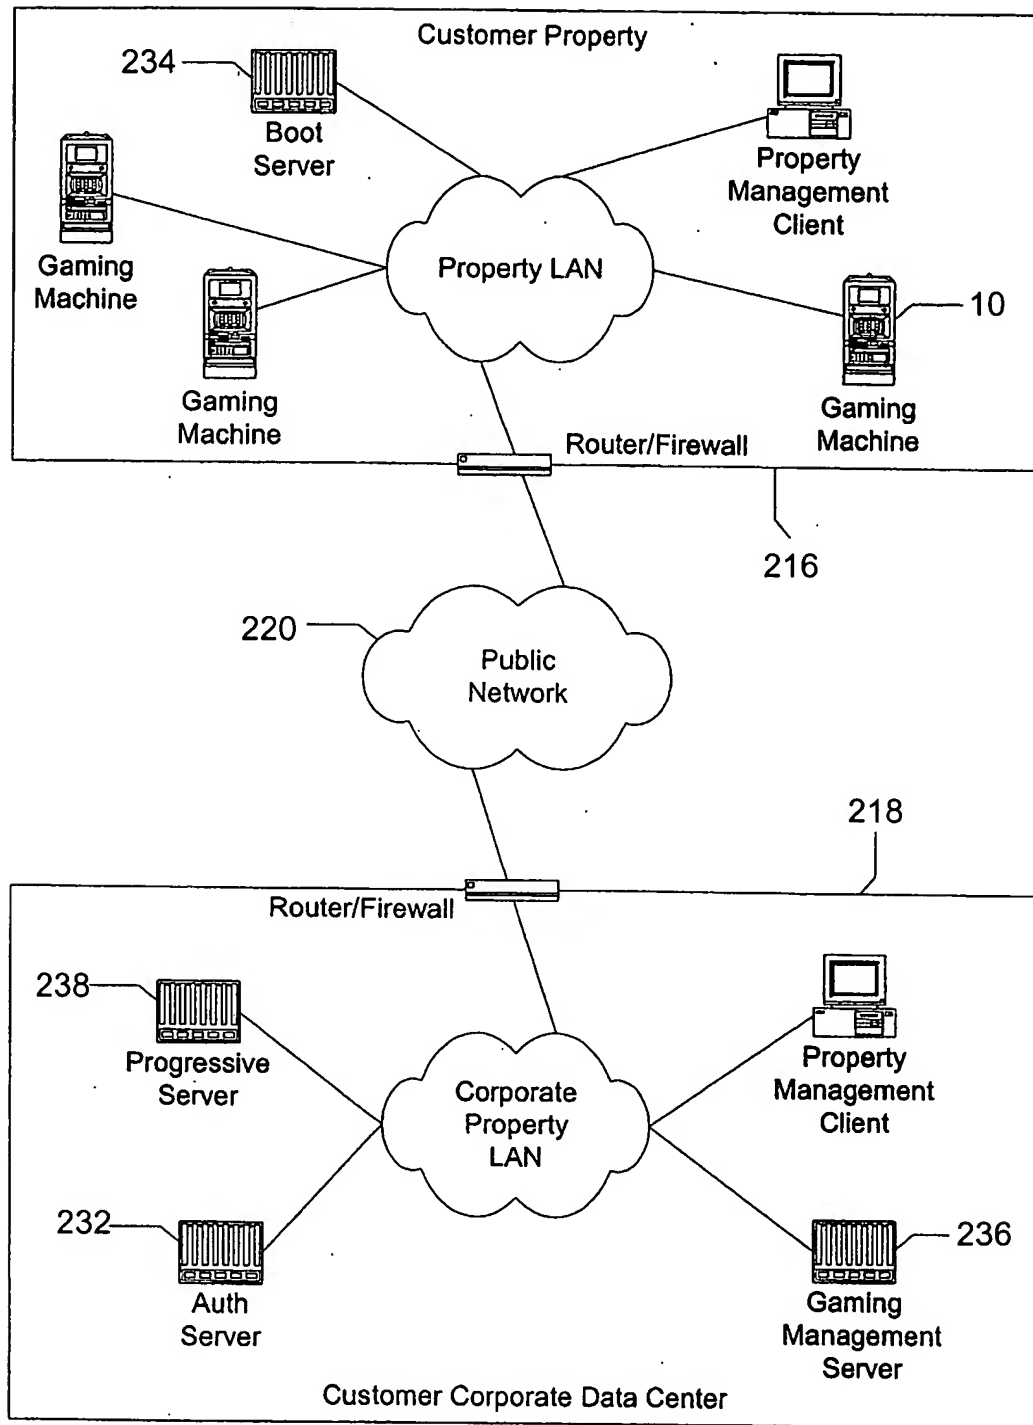 Customer Property
234
Boot
Server
Property
Management
Client
Gaming
Machine
Property LAN
10
Gaming
Machine
Gaming
Machine
Router/Firewall
216
220
Public
Network
218
Router/Firewall
238
Progressive
Server
Corporate
Property
LAN
Property
Management
Client
232
Auth
Server
236
Gaming
Management
Server
Customer Corporate Data Center